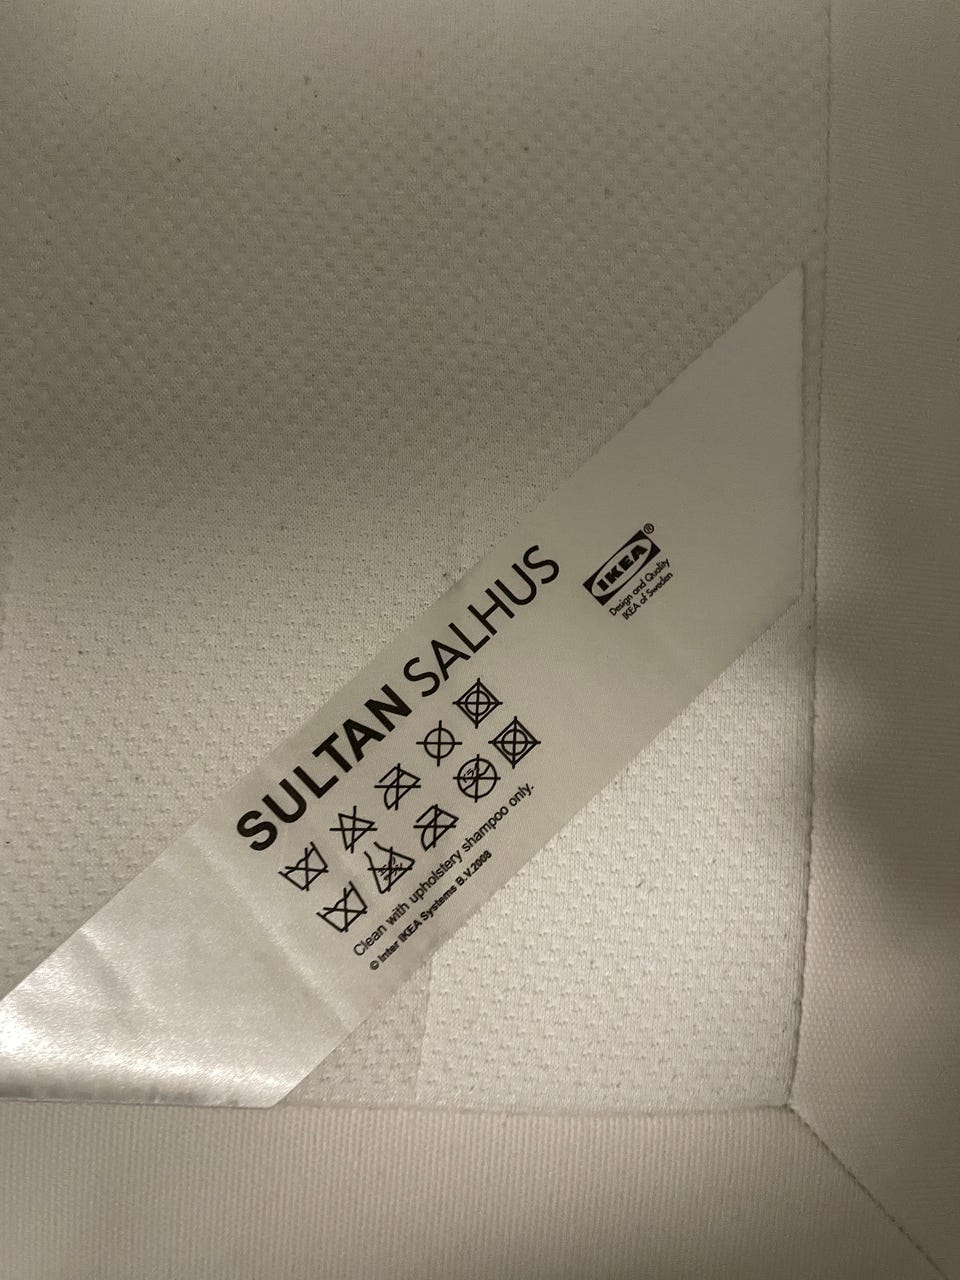 SULTAN SALHUS
IKEA®
Design and Quality
IKEA of Sweden
Clean with upholstery shampoo only.
© Inter IKEA Systems B.V.2008